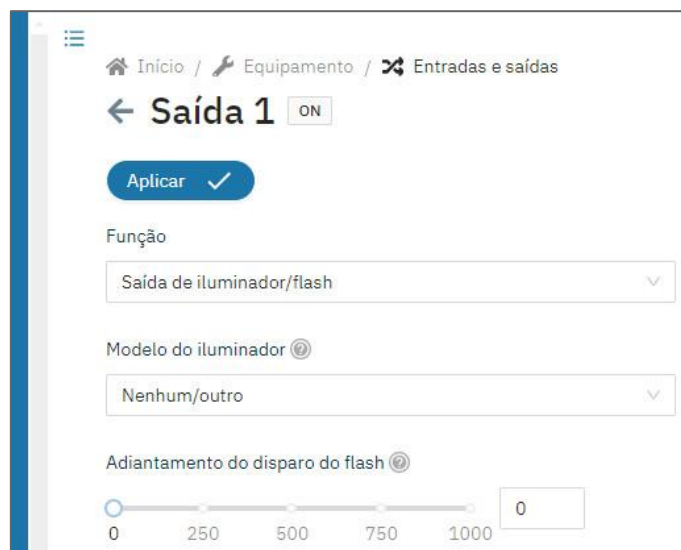 Início / Equipamento / Entradas e saídas
Saída 1 ON
Aplicar
Função
Saída de iluminador/flash
Modelo do iluminador
Nenhum/outro
Adiantamento do disparo do flash
0
0 250 500 750 1000